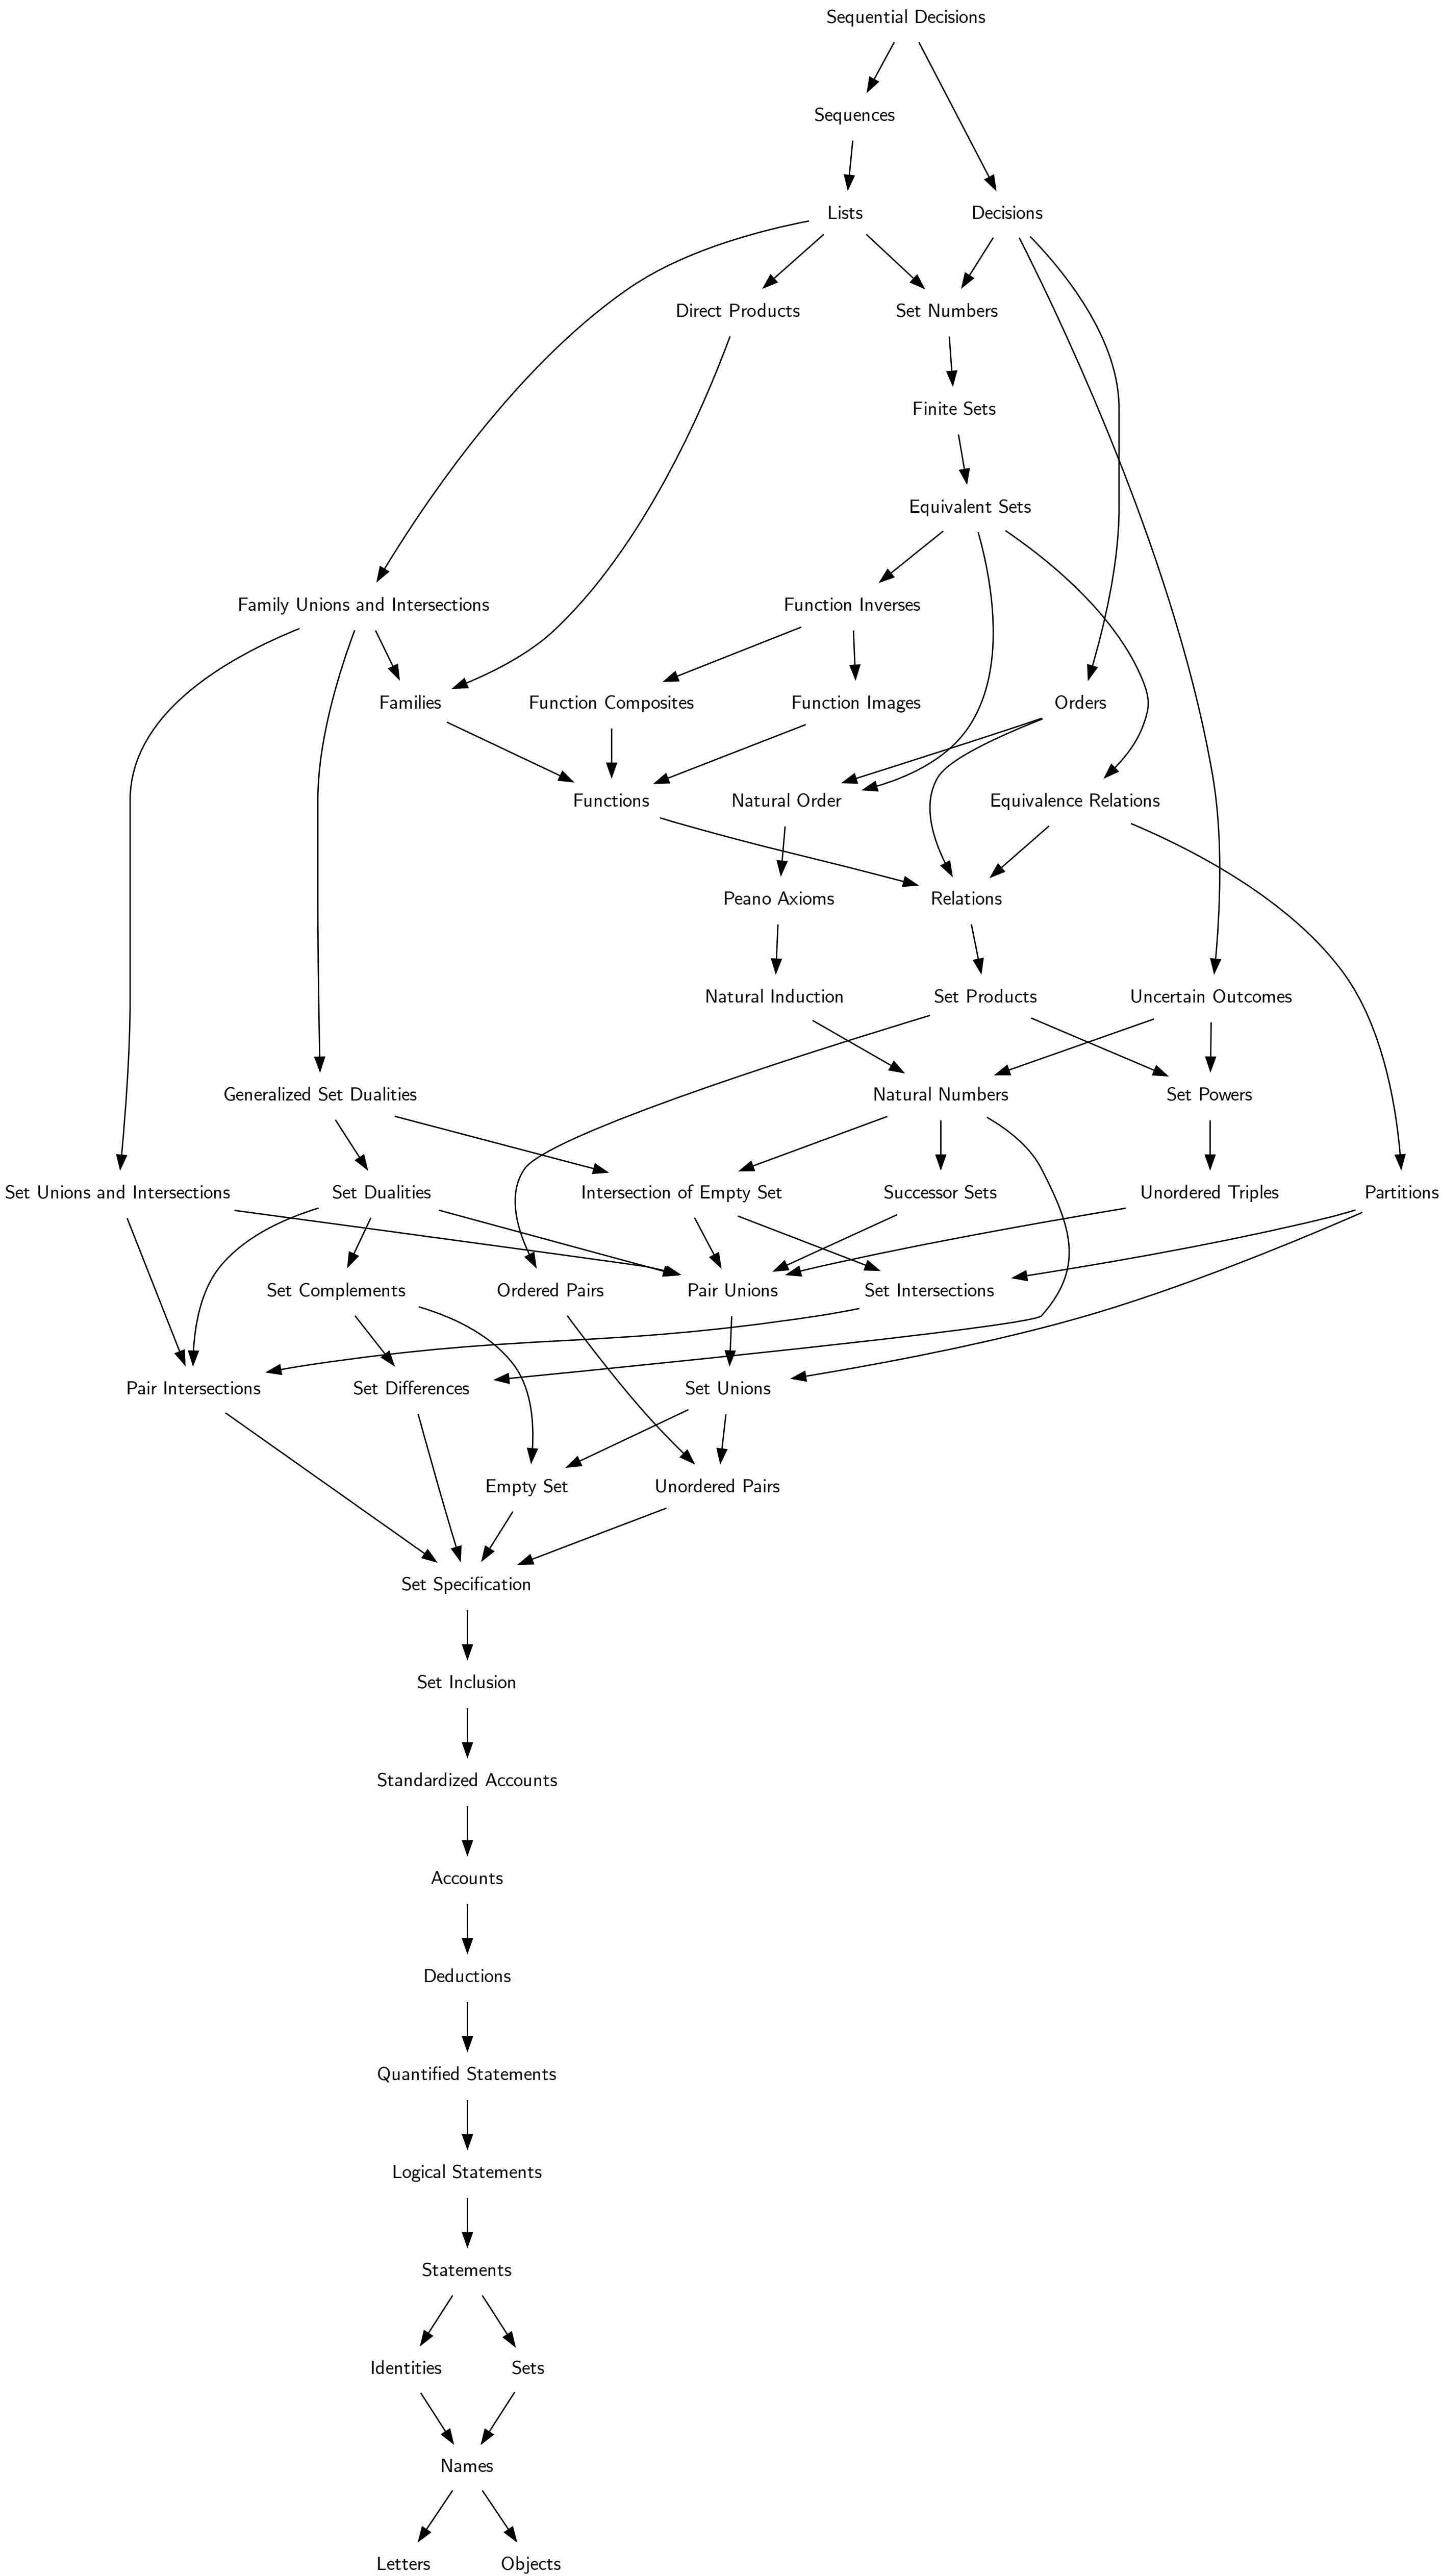 Sequential Decisions
Sequences
Lists
Decisions
Direct Products
Set Numbers
Finite Sets
Equivalent Sets
Family Unions and Intersections
Function Inverses
Families
Function Composites
Function Images
Orders
Functions
Natural Order
Equivalence Relations
Peano Axioms
Relations
Natural Induction
Set Products
Uncertain Outcomes
Generalized Set Dualities
Natural Numbers
Set Powers
Set Unions and Intersections
Set Dualities
Intersection of Empty Set
Successor Sets
Unordered Triples
Partitions
Set Complements
Ordered Pairs
Pair Unions
Set Intersections
Pair Intersections
Set Differences
Set Unions
Empty Set
Unordered Pairs
Set Specification
Set Inclusion
Standardized Accounts
Accounts
Deductions
Quantified Statements
Logical Statements
Statements
Identities
Sets
Names
Letters
Objects